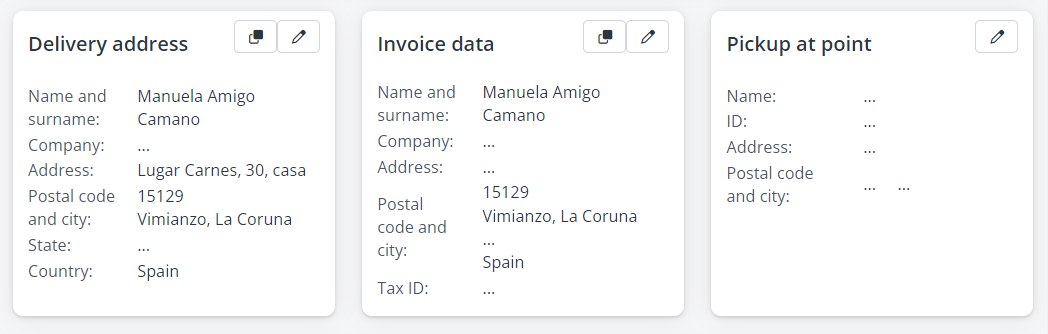 Delivery address
Name and surname: Manuela Amigo Camano
Company: ...
Address: Lugar Carnes, 30, casa
Postal code and city: 15129 Vimianzo, La Coruna
State: ...
Country: Spain
Invoice data
Name and surname: Manuela Amigo Camano
Company: ...
Address: ...
Postal code and city: 15129 Vimianzo, La Coruna ... Spain
Tax ID: ...
Pickup at point
Name: ...
ID: ...
Address: ...
Postal code and city: ... ...